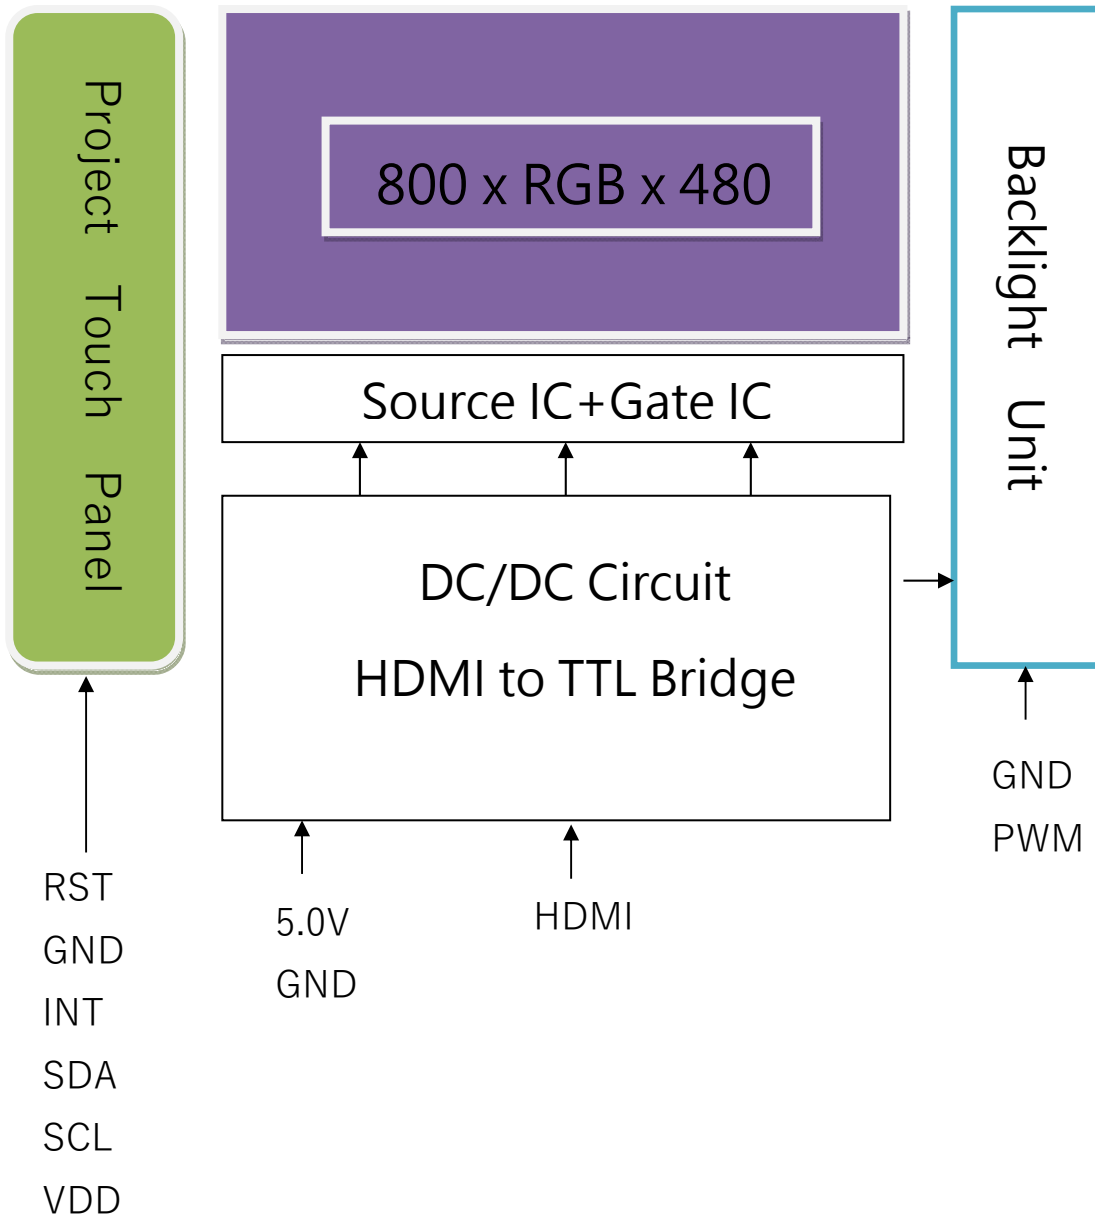 Project Touch Panel
800 x RGB x 480
Backlight Unit
Source IC+Gate IC
DC/DC Circuit
HDMI to TTL Bridge
RST
GND
INT
SDA
SCL
VDD
5.0V
GND
HDMI
GND
PWM